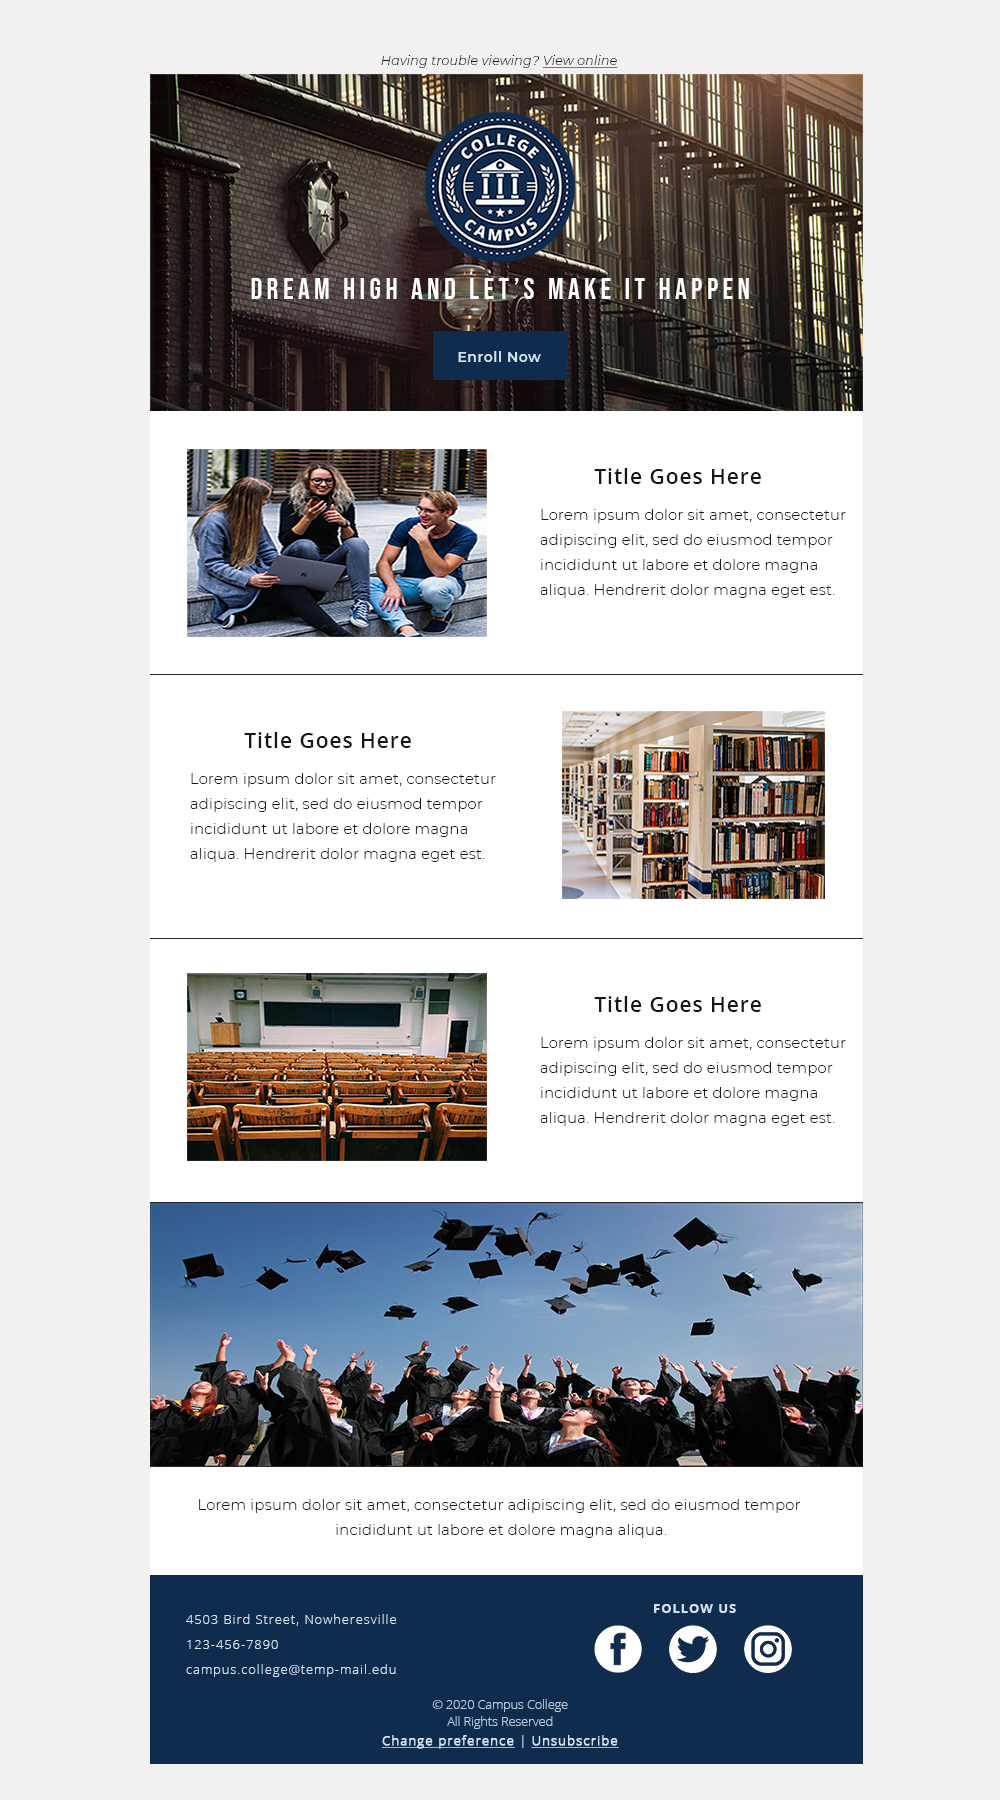 Having trouble viewing? View online
COLLEGE
CAMPUS
DREAM HIGH AND LET'S MAKE IT HAPPEN
Enroll Now
Title Goes Here
Lorem ipsum dolor sit amet, consectetur
adipiscing elit, sed do eiusmod tempor
incididunt ut labore et dolore magna
aliqua. Hendrerit dolor magna eget est.
Title Goes Here
Lorem ipsum dolor sit amet, consectetur
adipiscing elit, sed do eiusmod tempor
incididunt ut labore et dolore magna
aliqua. Hendrerit dolor magna eget est.
Title Goes Here
Lorem ipsum dolor sit amet, consectetur
adipiscing elit, sed do eiusmod tempor
incididunt ut labore et dolore magna
aliqua. Hendrerit dolor magna eget est.
Lorem ipsum dolor sit amet, consectetur adipiscing elit, sed do eiusmod tempor
incididunt ut labore et dolore magna aliqua.
4503 Bird Street, Nowheresville
123-456-7890
campus.college@temp-mail.edu
FOLLOW US
© 2020 Campus College
All Rights Reserved
Change preference | Unsubscribe